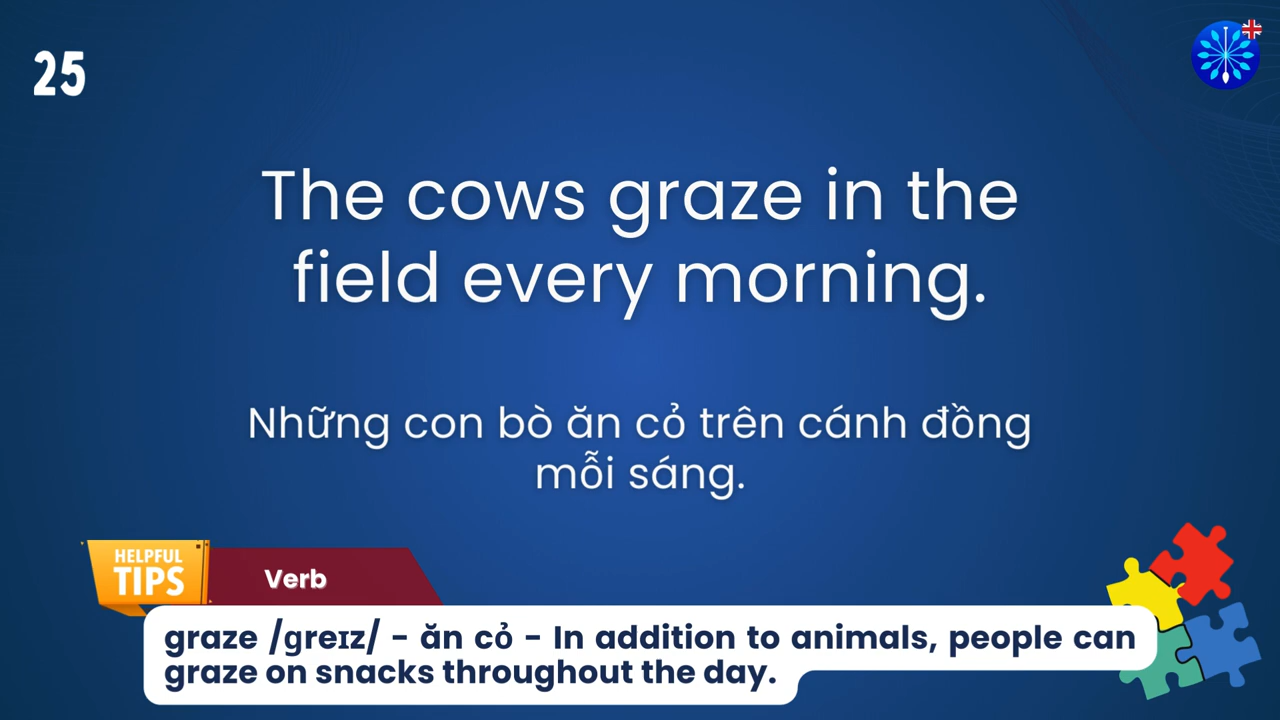 25
The cows graze in the
field every morning.
Những con bò ăn cỏ trên cánh đồng
mỗi sáng.
HELPFUL
TIPS
Verb
graze /ɡreɪz/ - ăn cỏ - In addition to animals, people can
graze on snacks throughout the day.